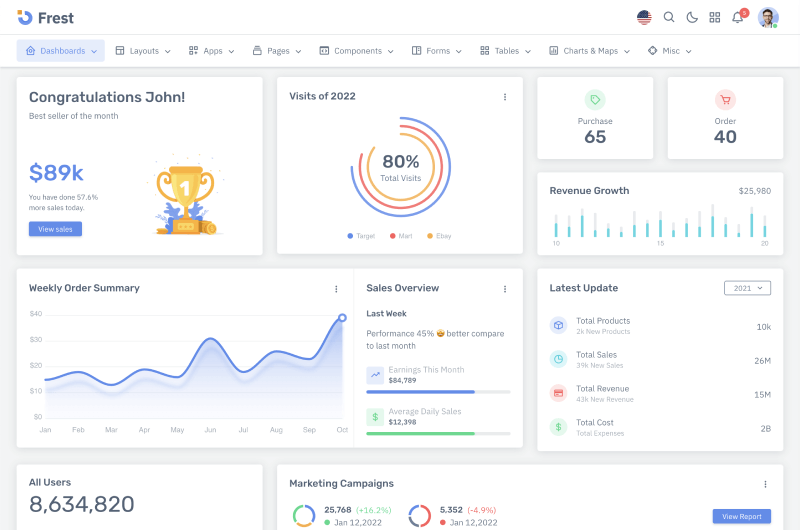 Frest
5
Dashboards
Layouts
Apps
Pages
Components
Forms
Tables
Charts & Maps
Misc
Congratulations John!
Best seller of the month
$89k
You have done 57.6%
more sales today.
View sales
1
Visits of 2022
80%
Total Visits
Target
Mart
Ebay
Purchase
65
Order
40
Revenue Growth
$25,980
10
15
20
Weekly Order Summary
$40
$30
$20
$10
$0
Jan Feb Mar Apr May Jun Jul Aug Sep Oct
Sales Overview
Last Week
Performance 45% 🤩 better compare
to last month
Earnings This Month
$84,789
$
Average Daily Sales
$12,398
Latest Update
2021
Total Products
2k New Products
10k
Total Sales
39k New Sales
26M
Total Revenue
43k New Revenue
15M
$
Total Cost
Total Expenses
2B
All Users
8,634,820
Marketing Campaigns
25,768 (+16.2%)
Jan 12,2022
5,352 (-4.9%)
Jan 12,2022
View Report